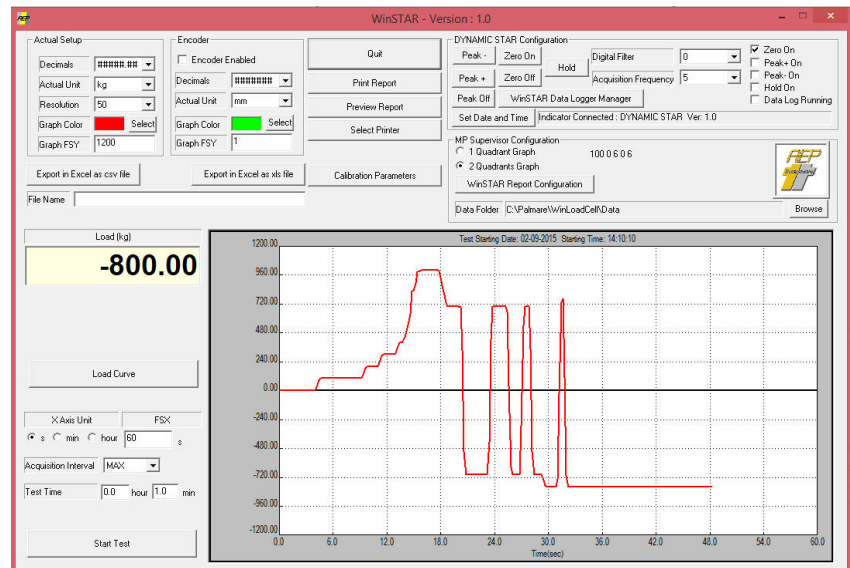 WinSTAR - Version : 1.0
Actual Setup
Decimals #####.##
Actual Unit kg
Resolution 50
Graph Color Select
Graph FSY 1200
Encoder
Encoder Enabled
Decimals #######
Actual Unit mm
Graph Color Select
Graph FSY 1
Quit
Print Report
Preview Report
Select Printer
Calibration Parameters
DYNAMIC STAR Configuration
Peak - Zero On Hold Digital Filter 0
Peak + Zero Off Acquisition Frequency 5
Peak Off WinSTAR Data Logger Manager
Set Date and Time Indicator Connected : DYNAMIC STAR Ver: 1.0
Zero On
Peak+ On
Peak- On
Hold On
Data Log Running
MP Supervisor Configuration
1 Quadrant Graph 100 0 6 0 6
2 Quadrants Graph
WinSTAR Report Configuration
AEP
Data Folder C:\Palmare\WinLoadCell\Data Browse
Export in Excel as csv file Export in Excel as xls file
File Name
Load (kg)
-800.00
Load Curve
X Axis Unit FSX
s min hour 60 s
Acquisition Interval MAX
Test Time 0.0 hour 1.0 min
Start Test
Test Starting Date: 02-09-2015 Starting Time: 14:10:10
1200.00
960.00
720.00
480.00
240.00
0.00
-240.00
-480.00
-720.00
-960.00
-1200.00
0.0 6.0 12.0 18.0 24.0 30.0 36.0 42.0 48.0 54.0 60.0
Time(sec)